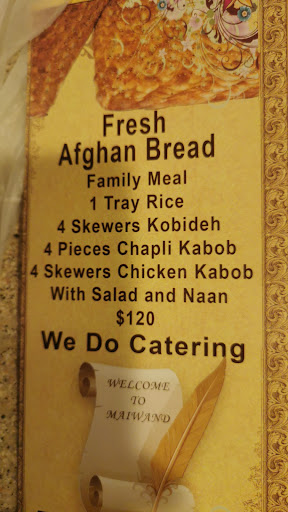 Fresh
Afghan Bread
Family Meal
1 Tray Rice
4 Skewers Kobideh
4 Pieces Chapli Kabob
4 Skewers Chicken Kabob
With Salad and Naan
$120
We Do Catering
WELCOME
TO
MAIWAND